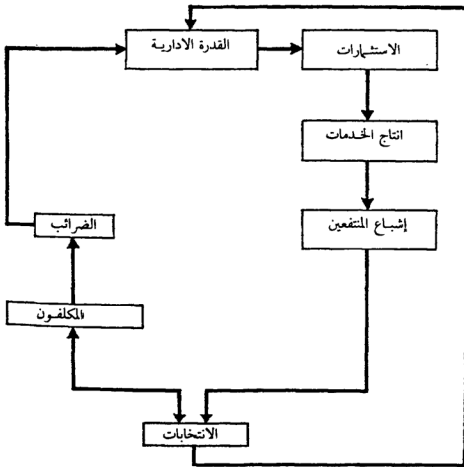 القدرة الادارية
الاستثمارات
انتاج الخدمات
إشباع المنتفعين
الضرائب
المكلفون
الانتخابات